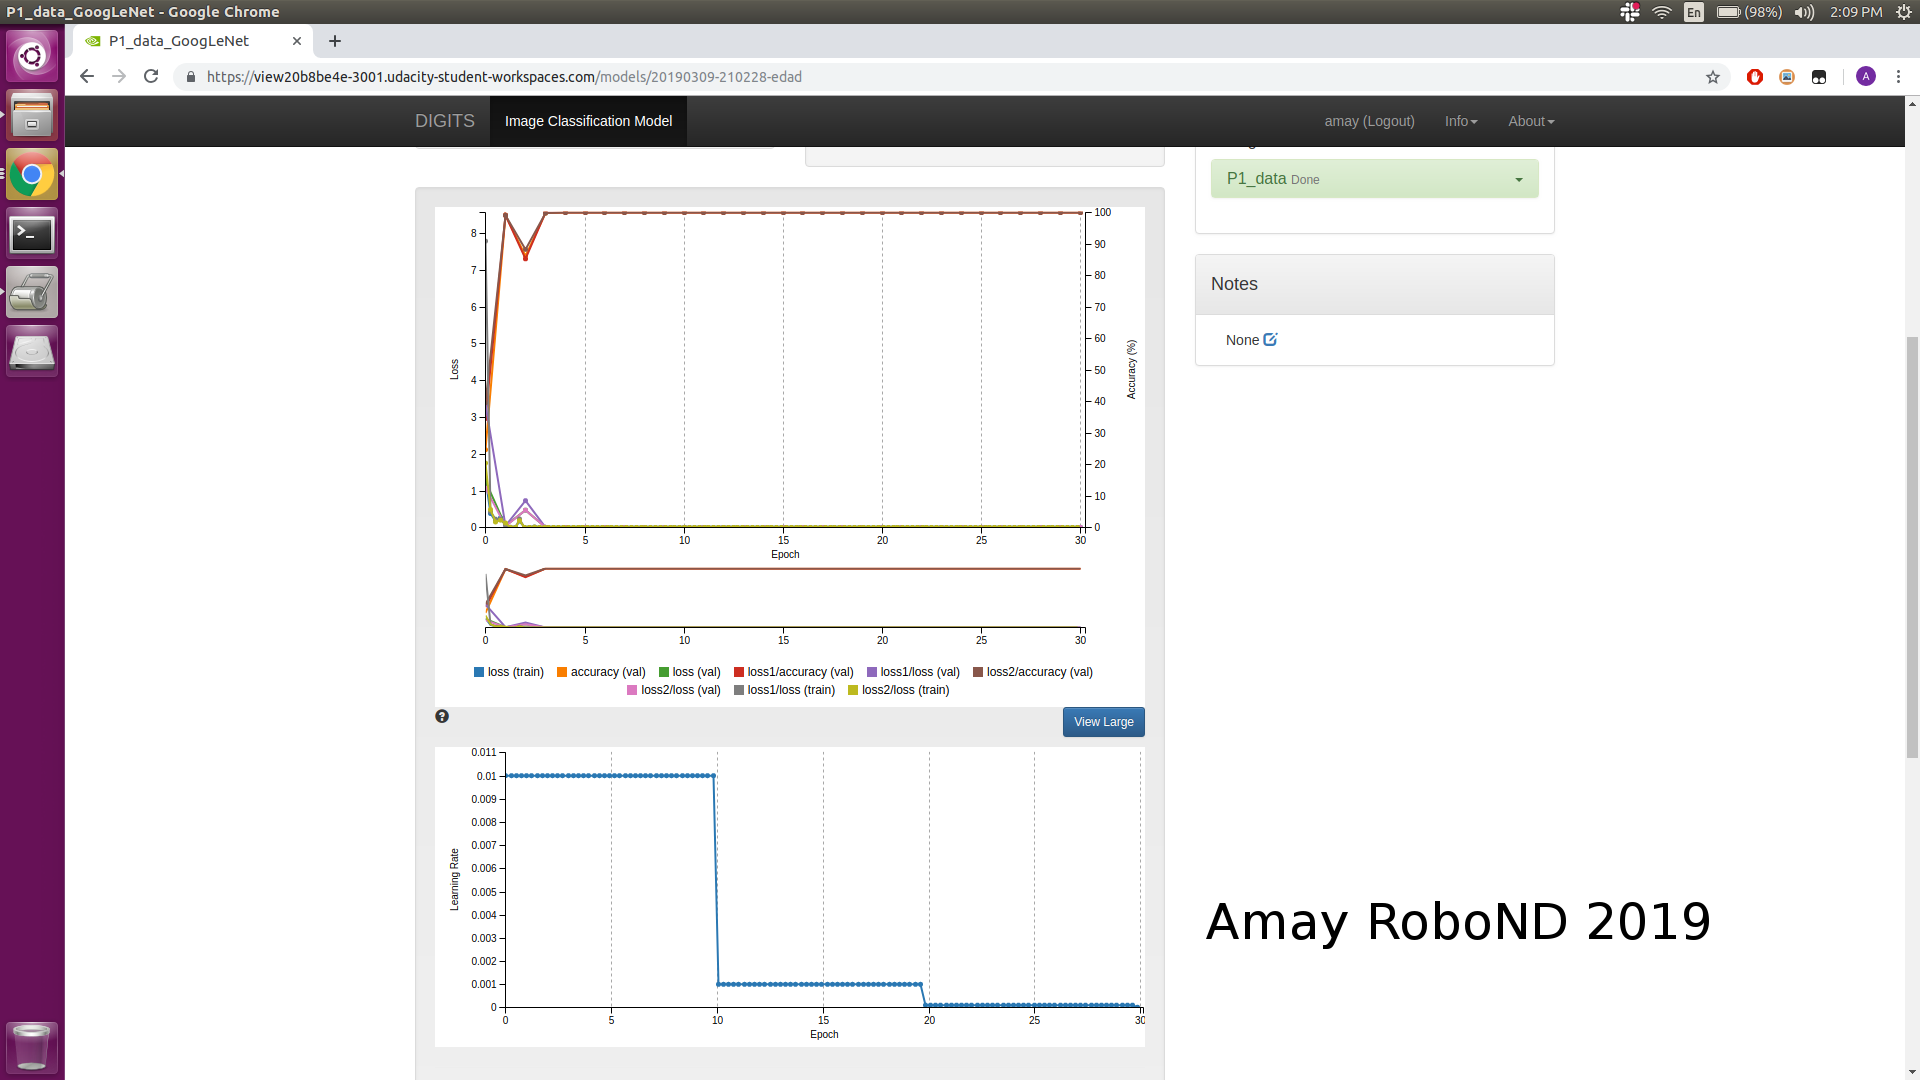 P1_data_GoogLeNet - Google Chrome
En (98%) 2:09 PM
P1_data_GoogLeNet
https://view20b8be4e-3001.udacity-student-workspaces.com/models/20190309-210228-edad
A
DIGITS Image Classification Model amay (Logout) Info About
P1_data Done
Notes
None
8
7
6
5
4
3
2
1
0
Loss
100
90
80
70
60
50
40
30
20
10
0
Accuracy (%)
0 5 10 15 20 25 30
Epoch
0 5 10 15 20 25 30
loss (train) accuracy (val) loss (val) loss1/accuracy (val) loss1/loss (val) loss2/accuracy (val)
loss2/loss (val) loss1/loss (train) loss2/loss (train)
View Large
0.011
0.01
0.009
0.008
0.007
0.006
0.005
0.004
0.003
0.002
0.001
0
Learning Rate
0 5 10 15 20 25 30
Epoch
Amay RoboND 2019